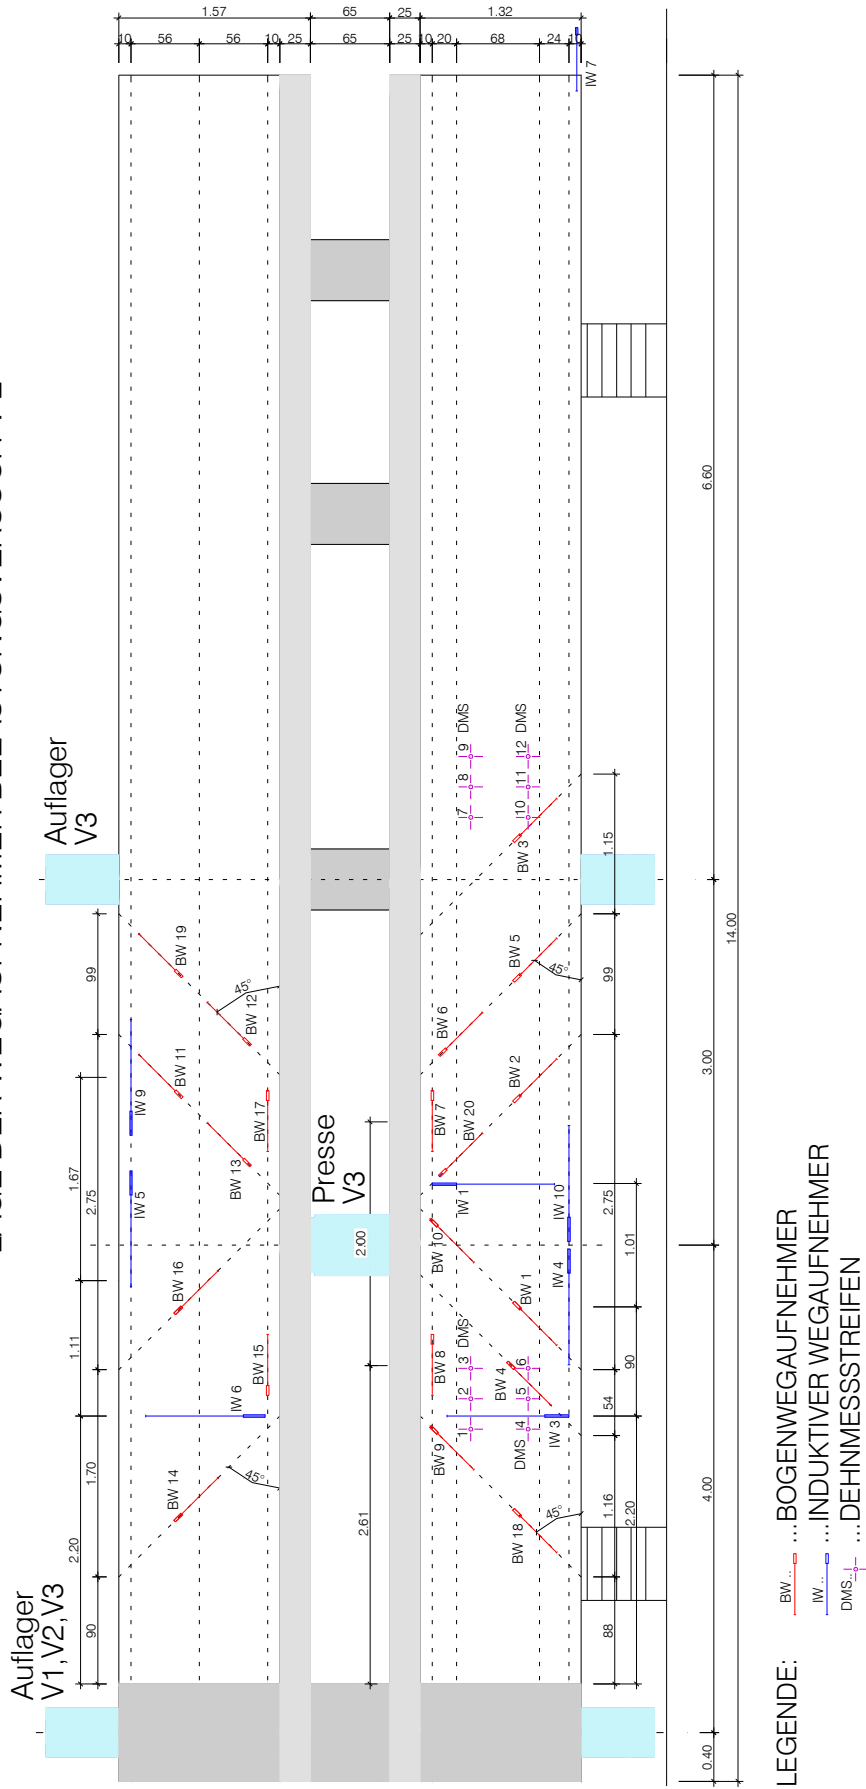 1.57
65
25
1.32
10
56
56
10
25
65
25
10
20
68
24
10
IW 7
Auflager
V3
6.60
14.00
DMS
7
8
9
DMS
10
11
12
BW 3
1.15
99
BW 19
45°
BW 12
BW 11
BW 6
BW 5
45°
99
3.00
IW 9
BW 17
BW 13
BW 7
BW 20
BW 2
IW 5
1.67
2.75
Presse
V3
2.00
IW 1
IW 10
2.75
1.01
BW 16
BW 10
BW 1
IW 4
1.11
BW 15
IW 6
BW 8
BW 4
DMS
1
2
3
DMS
4
5
6
IW 3
90
54
BW 14
45°
BW 9
BW 18
45°
1.70
2.20
2.61
1.16
2.20
4.00
Auflager
V1,V2,V3
90
88
0.40
LEGENDE:
BW .. ...BOGENWEGAUFNEHMER
IW .. ...INDUKTIVER WEGAUFNEHMER
DMS.. ...DEHNMESSSTREIFEN